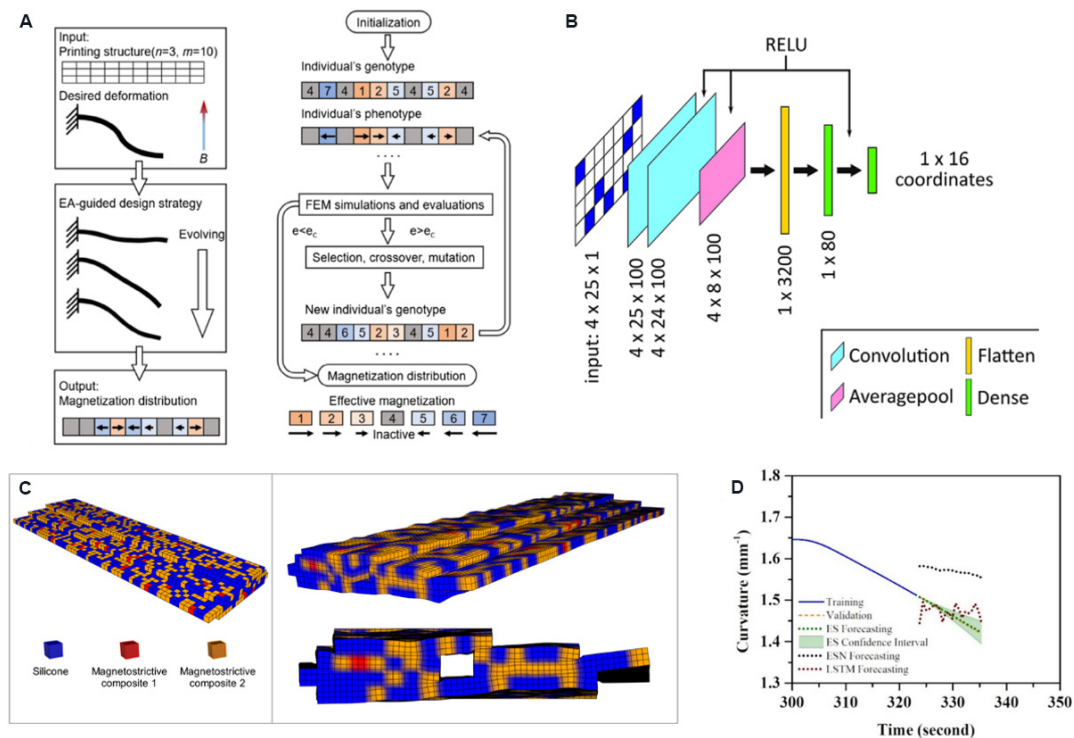 A
Input:
Printing structure(n=3, m=10)
Desired deformation
B
EA-guided design strategy
Evolving
Output:
Magnetization distribution
Initialization
Individual's genotype
4 7 4 1 2 5 4 5 2 4
Individual's phenotype
....
FEM simulations and evaluations
e<ec e>ec
Selection, crossover, mutation
New individual's genotype
4 4 6 5 2 3 4 5 1 2
....
Magnetization distribution
Effective magnetization
1 2 3 4 5 6 7
Inactive
B
RELU
1 x 16
coordinates
input: 4 x 25 x 1
4 x 25 x 100
4 x 24 x 100
4 x 8 x 100
1 x 3200
1 x 80
Convolution
Flatten
Averagepool
Dense
C
Silicone
Magnetostrictive
composite 1
Magnetostrictive
composite 2
D
Curvature (mm⁻¹)
1.8
1.7
1.6
1.5
1.4
1.3
Training
Validation
ES Forecasting
ES Confidence Interval
ESN Forecasting
LSTM Forecasting
300 310 320 330 340 350
Time (second)